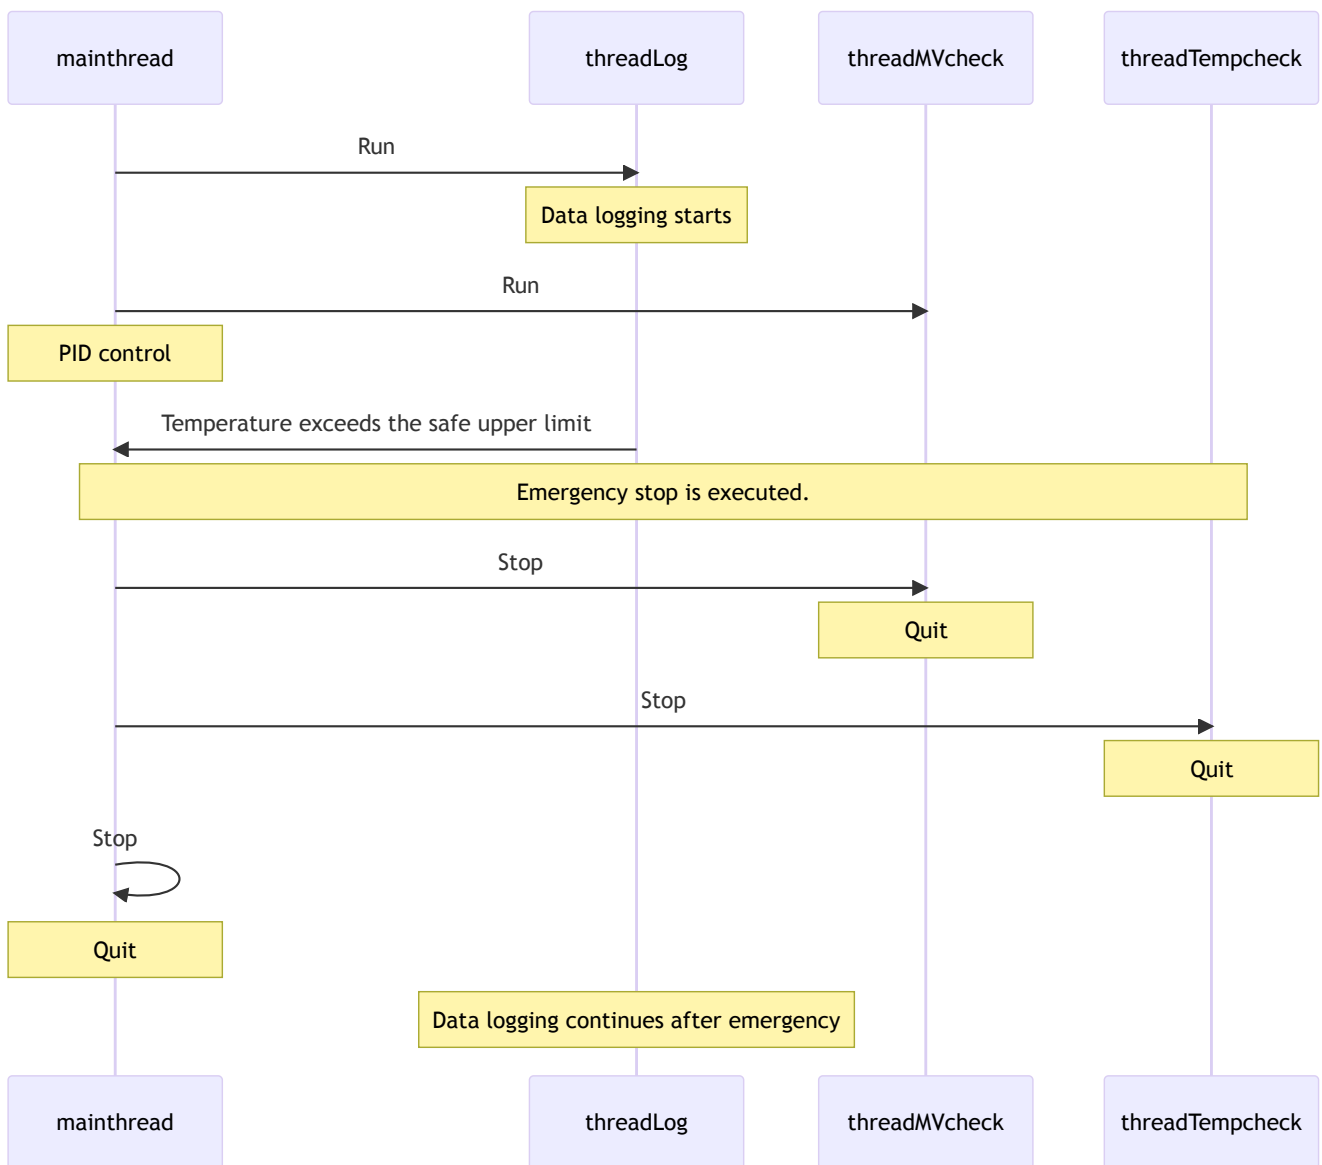 mainthread
threadLog
threadMVcheck
threadTempcheck
Run
Data logging starts
Run
PID control
Temperature exceeds the safe upper limit
Emergency stop is executed.
Stop
Quit
Stop
Quit
Stop
Quit
Data logging continues after emergency
mainthread
threadLog
threadMVcheck
threadTempcheck